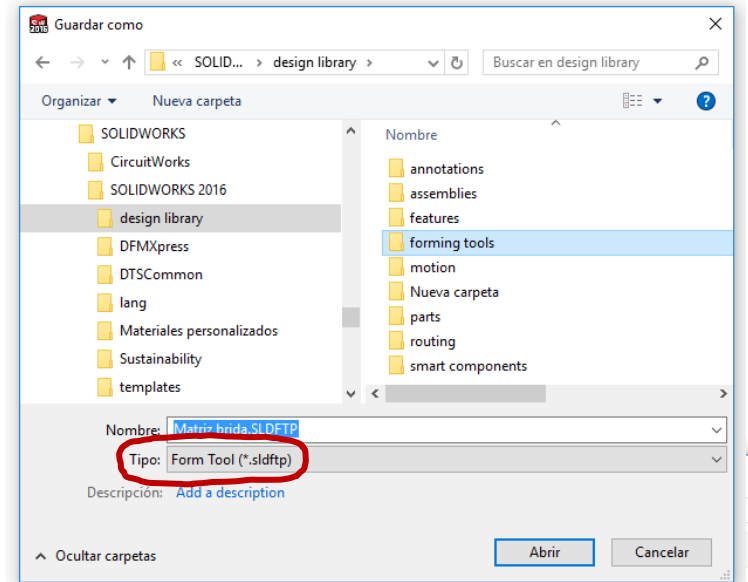 Guardar como
« SOLID... > design library >
Buscar en design library
Organizar
Nueva carpeta
SOLIDWORKS
CircuitWorks
SOLIDWORKS 2016
design library
DFMXpress
DTSCommon
lang
Materiales personalizados
Sustainability
templates
Nombre
annotations
assemblies
features
forming tools
motion
Nueva carpeta
parts
routing
smart components
Nombre: Matriz brida.SLDFTP
Tipo: Form Tool (*.sldftp)
Descripción: Add a description
Ocultar carpetas
Abrir
Cancelar